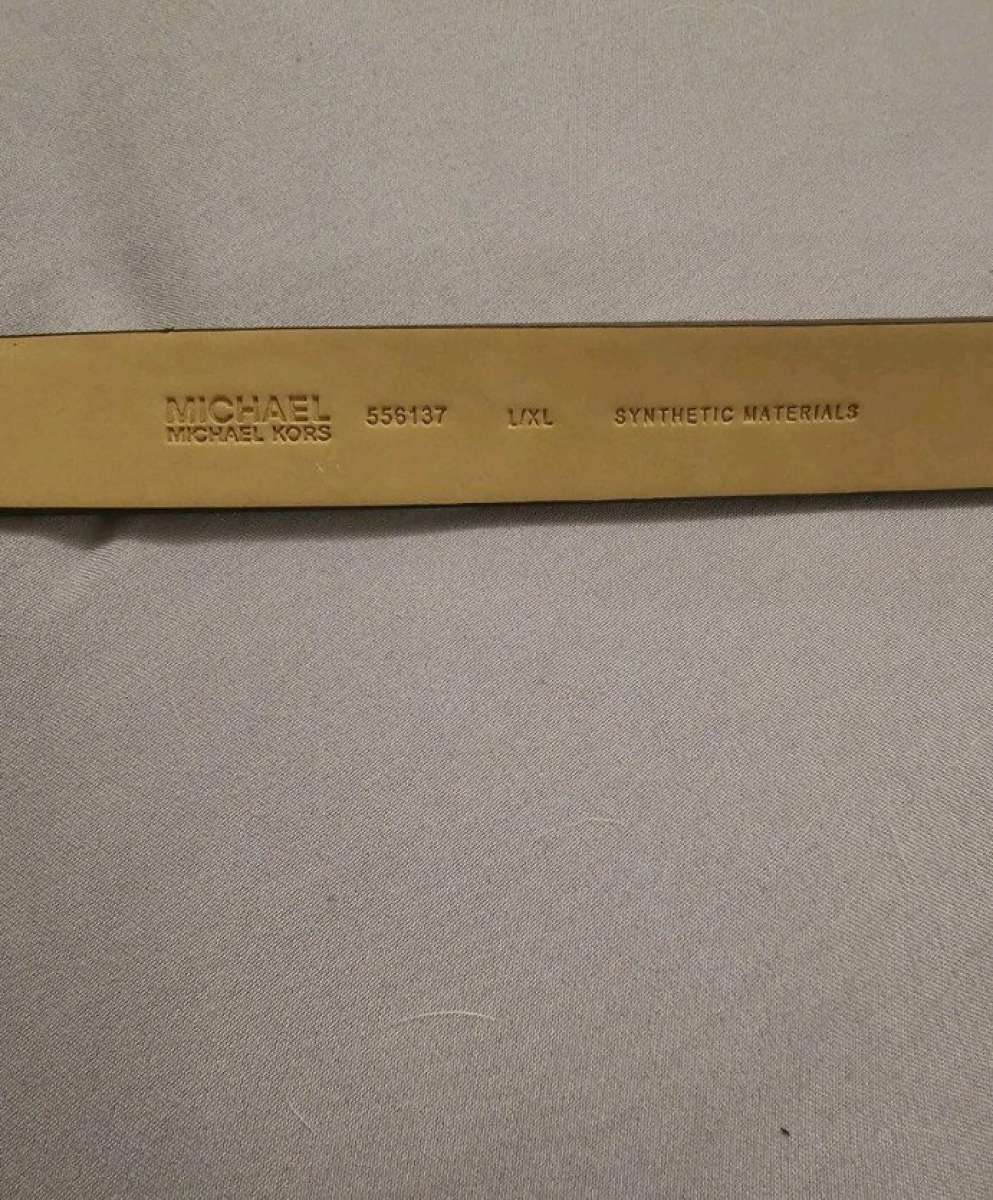 MICHAEL
MICHAEL KORS
556137
L/XL
SYNTHETIC MATERIALS